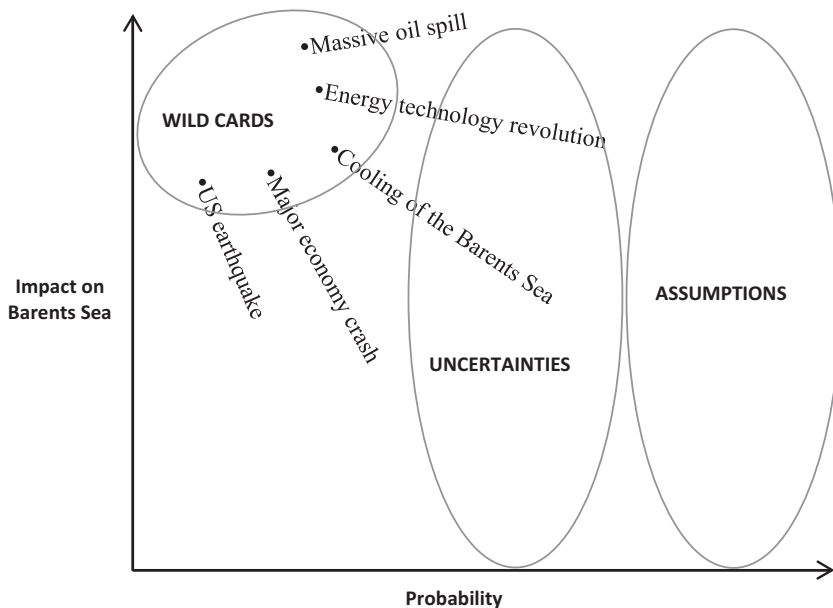 •Massive oil spill
•Energy technology revolution
WILD CARDS
•Cooling of the Barents Sea
•Major economy crash
•US earthquake
Impact on
Barents Sea
ASSUMPTIONS
UNCERTAINTIES
Probability